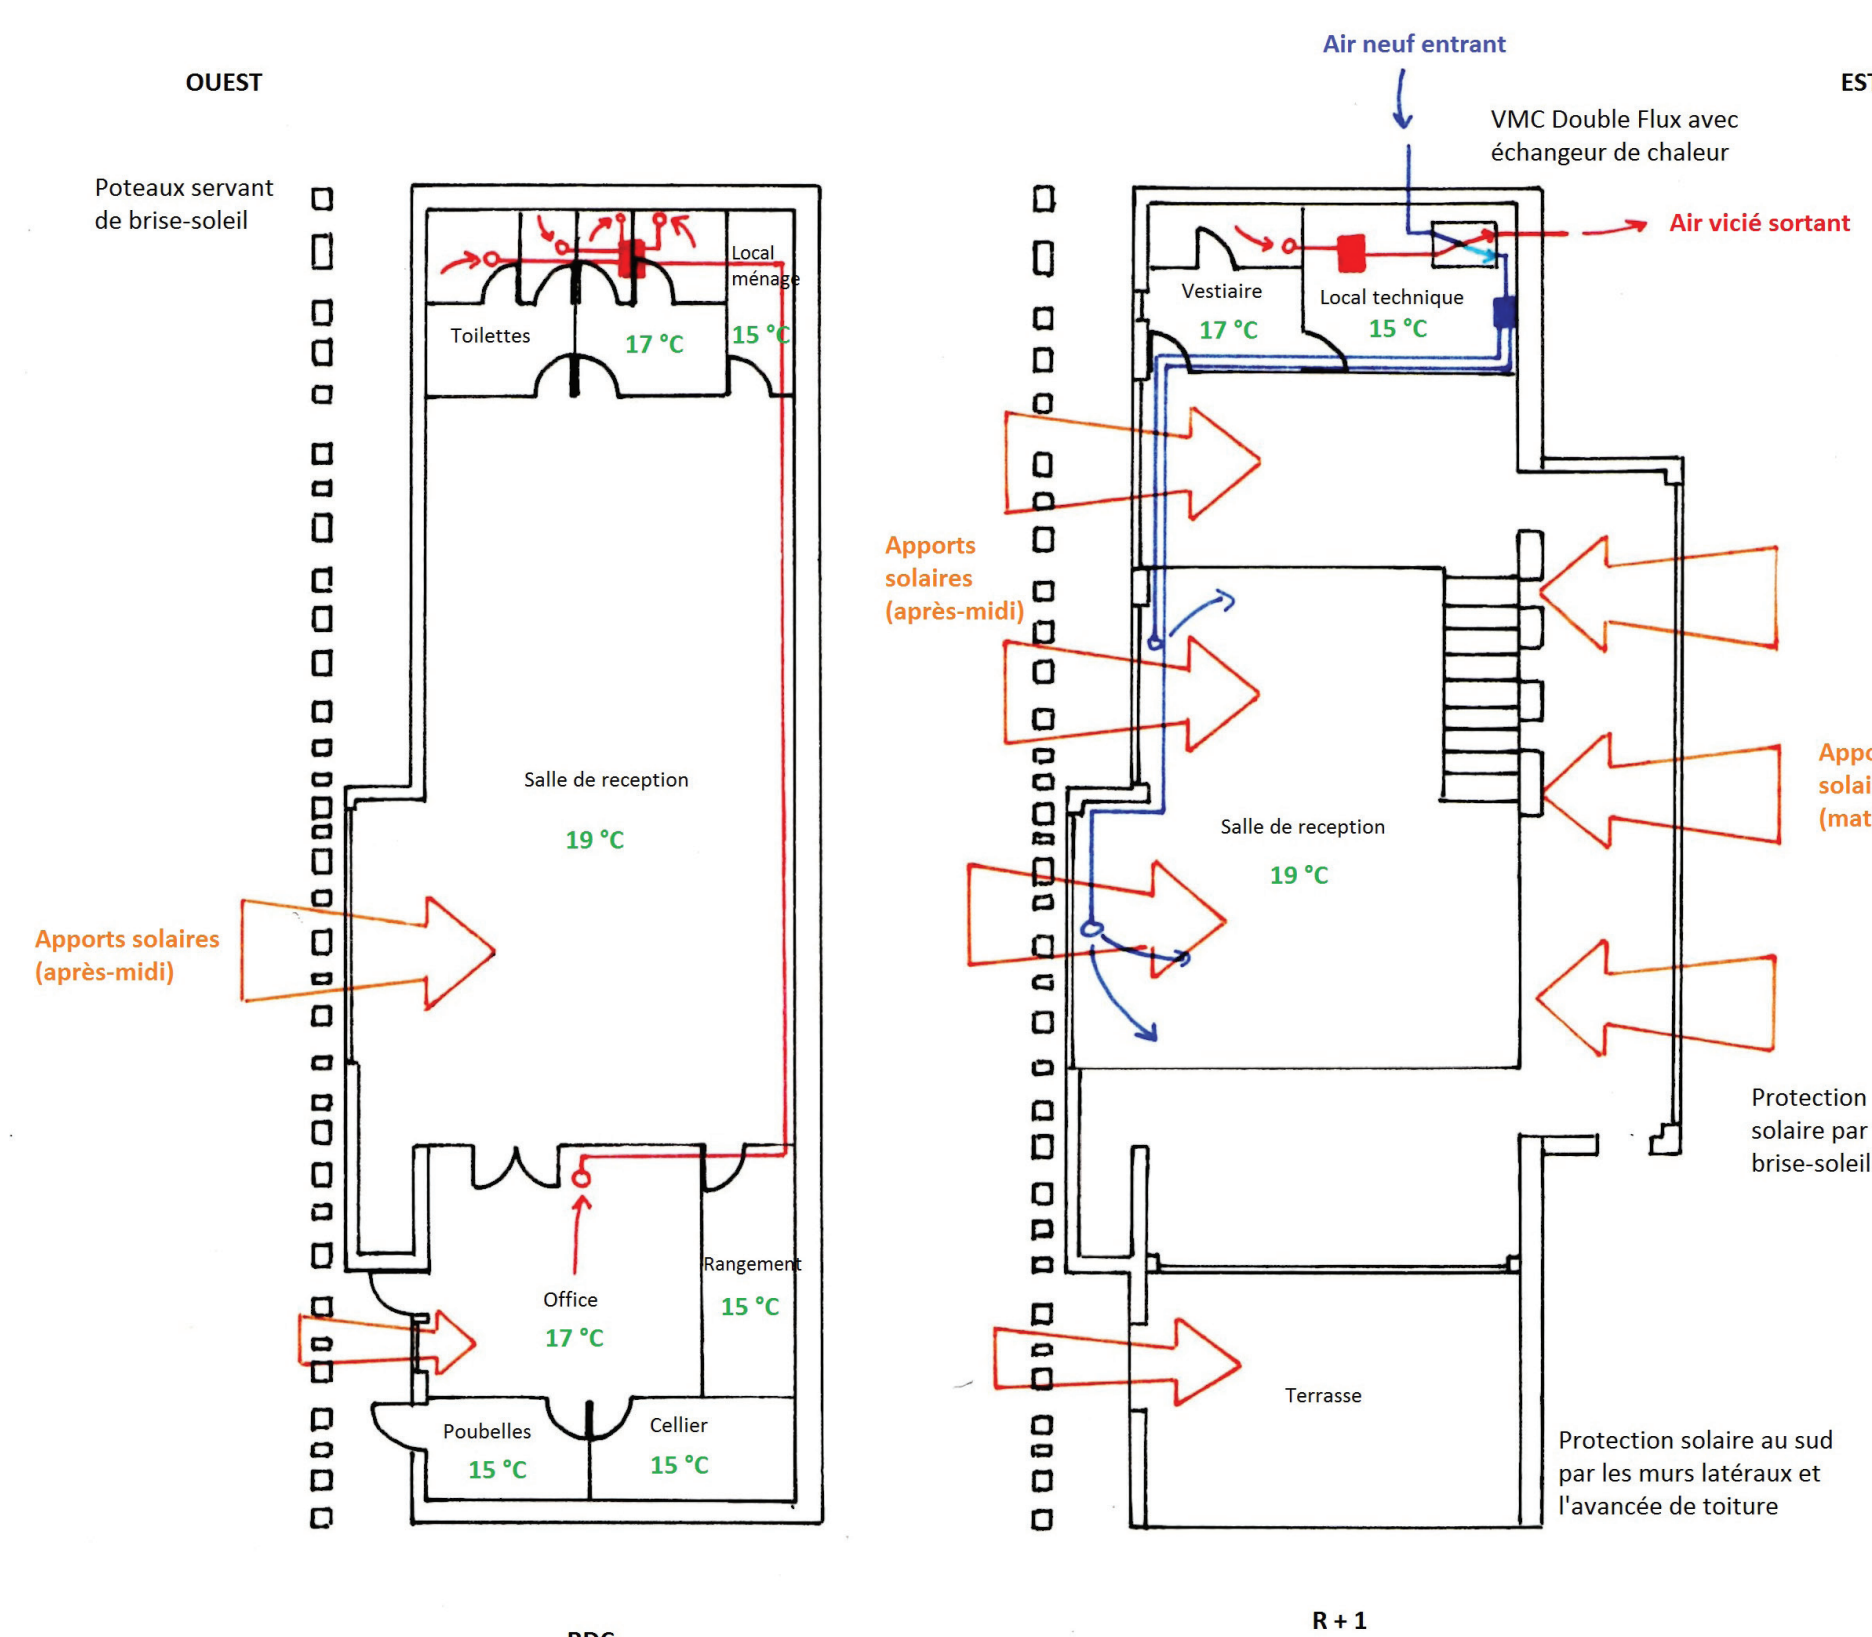 OUEST
Poteaux servant
de brise-soleil
Local
ménage
15 °C
Toilettes
17 °C
Salle de reception
19 °C
Apports solaires
(après-midi)
Rangement
15 °C
Office
17 °C
Poubelles
15 °C
Cellier
15 °C
Air neuf entrant
VMC Double Flux avec
échangeur de chaleur
Air vicié sortant
Vestiaire
17 °C
Local technique
15 °C
Apports
solaires
(après-midi)
Salle de reception
19 °C
Protection
solaire par
brise-soleil
Terrasse
Protection solaire au sud
par les murs latéraux et
l'avancée de toiture
R + 1